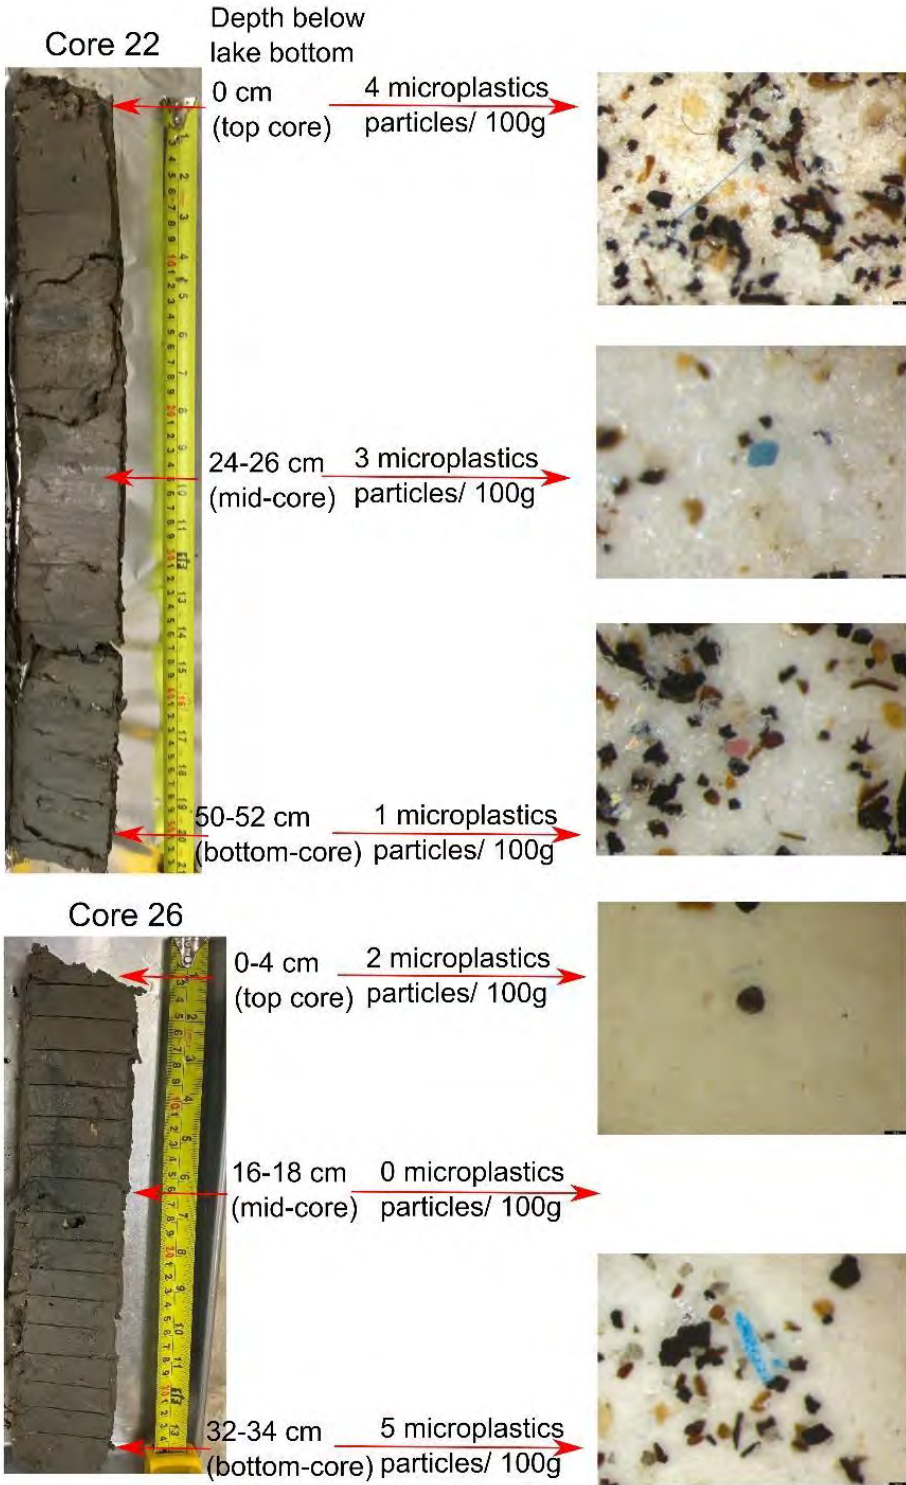 Depth below
lake bottom
Core 22
0 cm
(top core)
4 microplastics
particles/ 100g
24-26 cm
(mid-core)
3 microplastics
particles/ 100g
50-52 cm
(bottom-core)
1 microplastics
particles/ 100g
Core 26
0-4 cm
(top core)
2 microplastics
particles/ 100g
16-18 cm
(mid-core)
0 microplastics
particles/ 100g
32-34 cm
(bottom-core)
5 microplastics
particles/ 100g